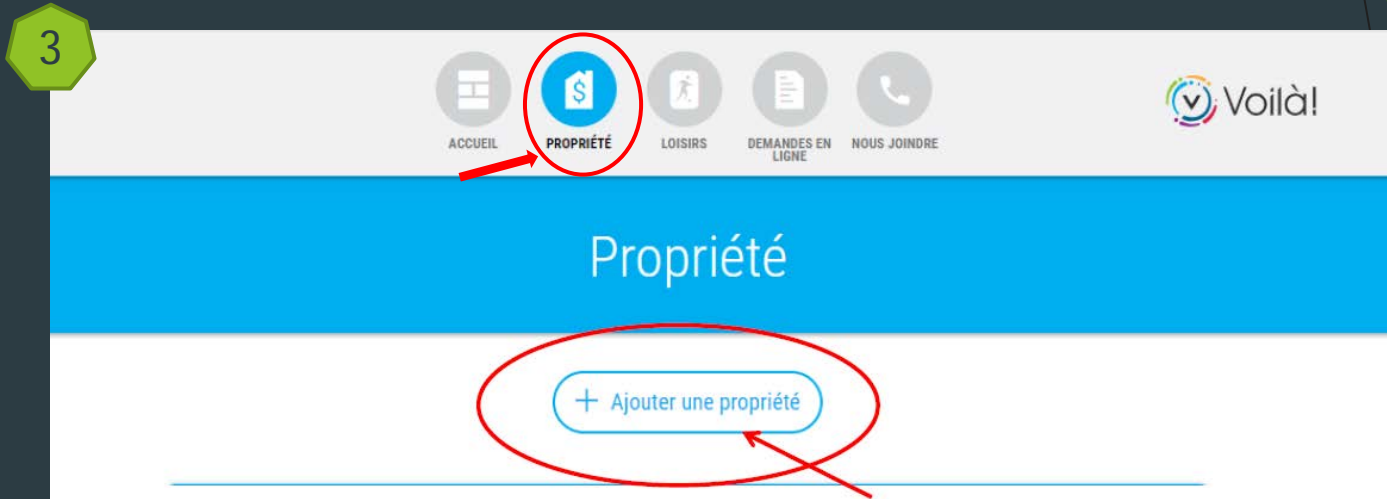 3
ACCUEIL
PROPRIÉTÉ
LOISIRS
DEMANDES EN
LIGNE
NOUS JOINDRE
V Voilà!
Propriété
+ Ajouter une propriété